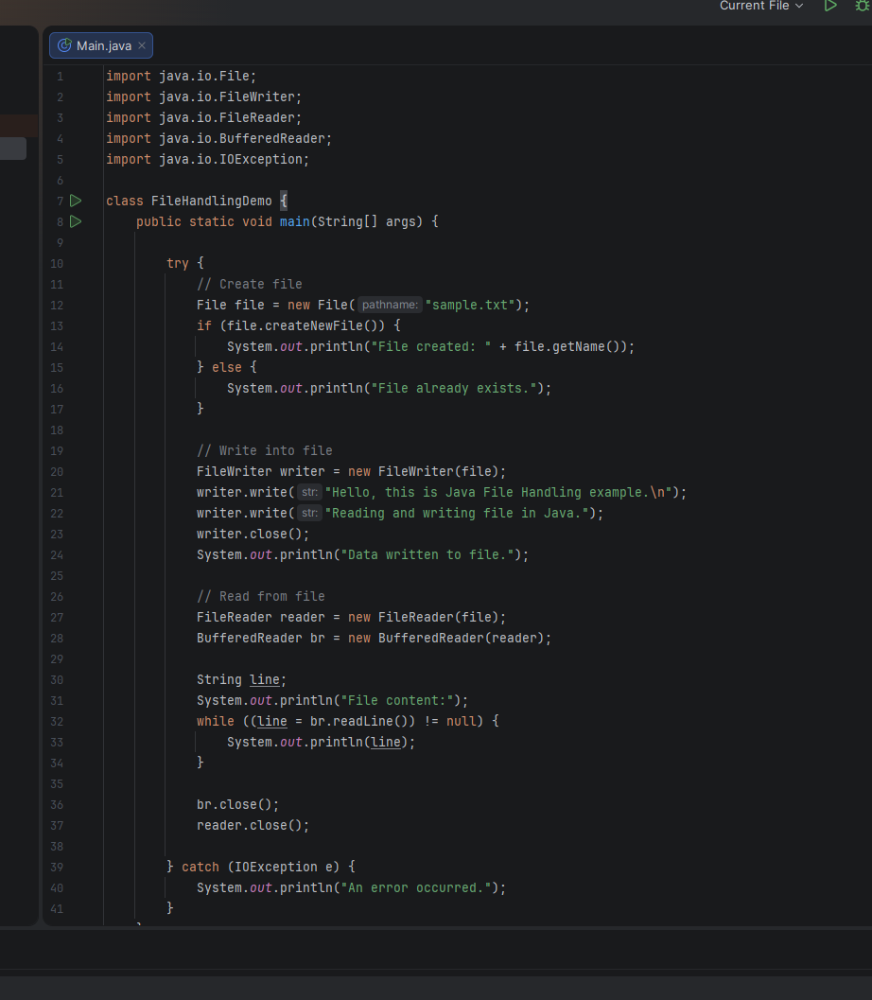 Current File
Main.java
1 import java.io.File;
2 import java.io.FileWriter;
3 import java.io.FileReader;
4 import java.io.BufferedReader;
5 import java.io.IOException;
6
7 class FileHandlingDemo {
8     public static void main(String[] args) {
9
10         try {
11             // Create file
12             File file = new File( pathname: "sample.txt");
13             if (file.createNewFile()) {
14                 System.out.println("File created: " + file.getName());
15             } else {
16                 System.out.println("File already exists.");
17             }
18
19             // Write into file
20             FileWriter writer = new FileWriter(file);
21             writer.write( str: "Hello, this is Java File Handling example.\n");
22             writer.write( str: "Reading and writing file in Java.");
23             writer.close();
24             System.out.println("Data written to file.");
25
26             // Read from file
27             FileReader reader = new FileReader(file);
28             BufferedReader br = new BufferedReader(reader);
29
30             String line;
31             System.out.println("File content:");
32             while ((line = br.readLine()) != null) {
33                 System.out.println(line);
34             }
35
36             br.close();
37             reader.close();
38
39         } catch (IOException e) {
40             System.out.println("An error occurred.");
41         }